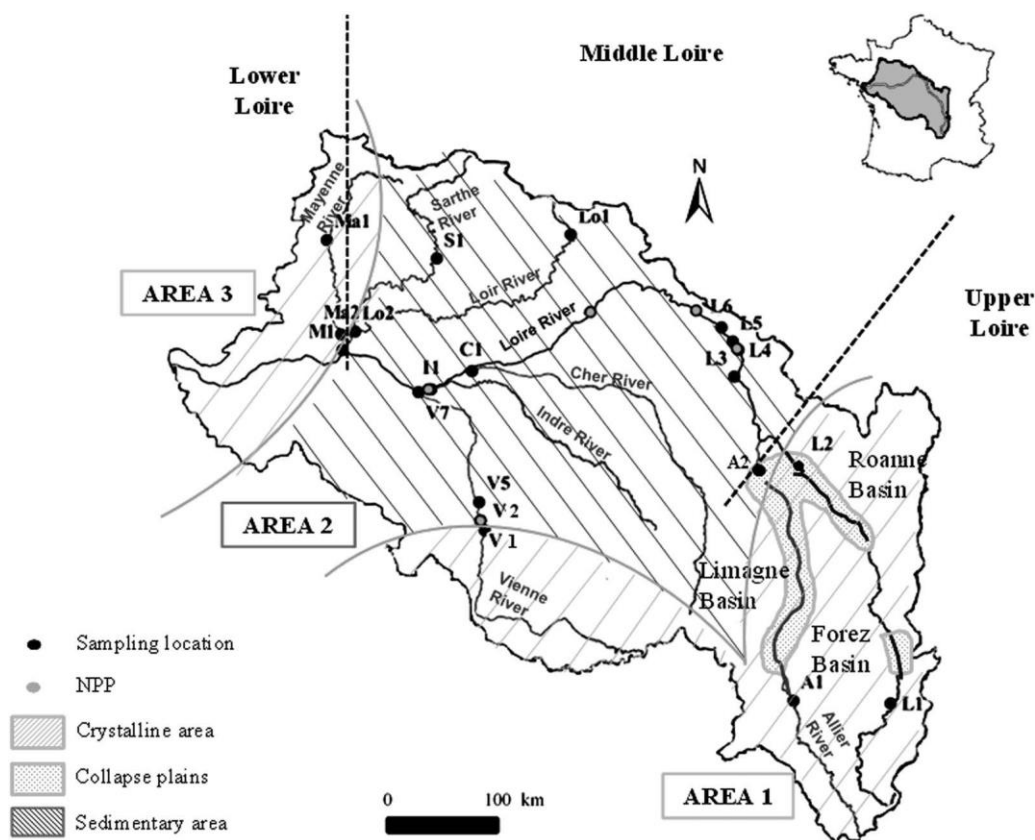 Middle Loire
Lower
Loire
N
Mayenne
River
Ma1
Sarthe
River
S1
Lo1
AREA 3
Loir River
Upper
Loire
Ma2
Lo2
M1
Loire River
L6
L5
L4
L3
C1
I1
Cher River
V7
Indre River
A2
L2
Roanne
Basin
V5
V2
V1
AREA 2
Limagne
Basin
Vienne
River
Forez
Basin
A1
L1
Allier
River
AREA 1
Sampling location
NPP
Crystalline area
Collapse plains
Sedimentary area
0
100 km